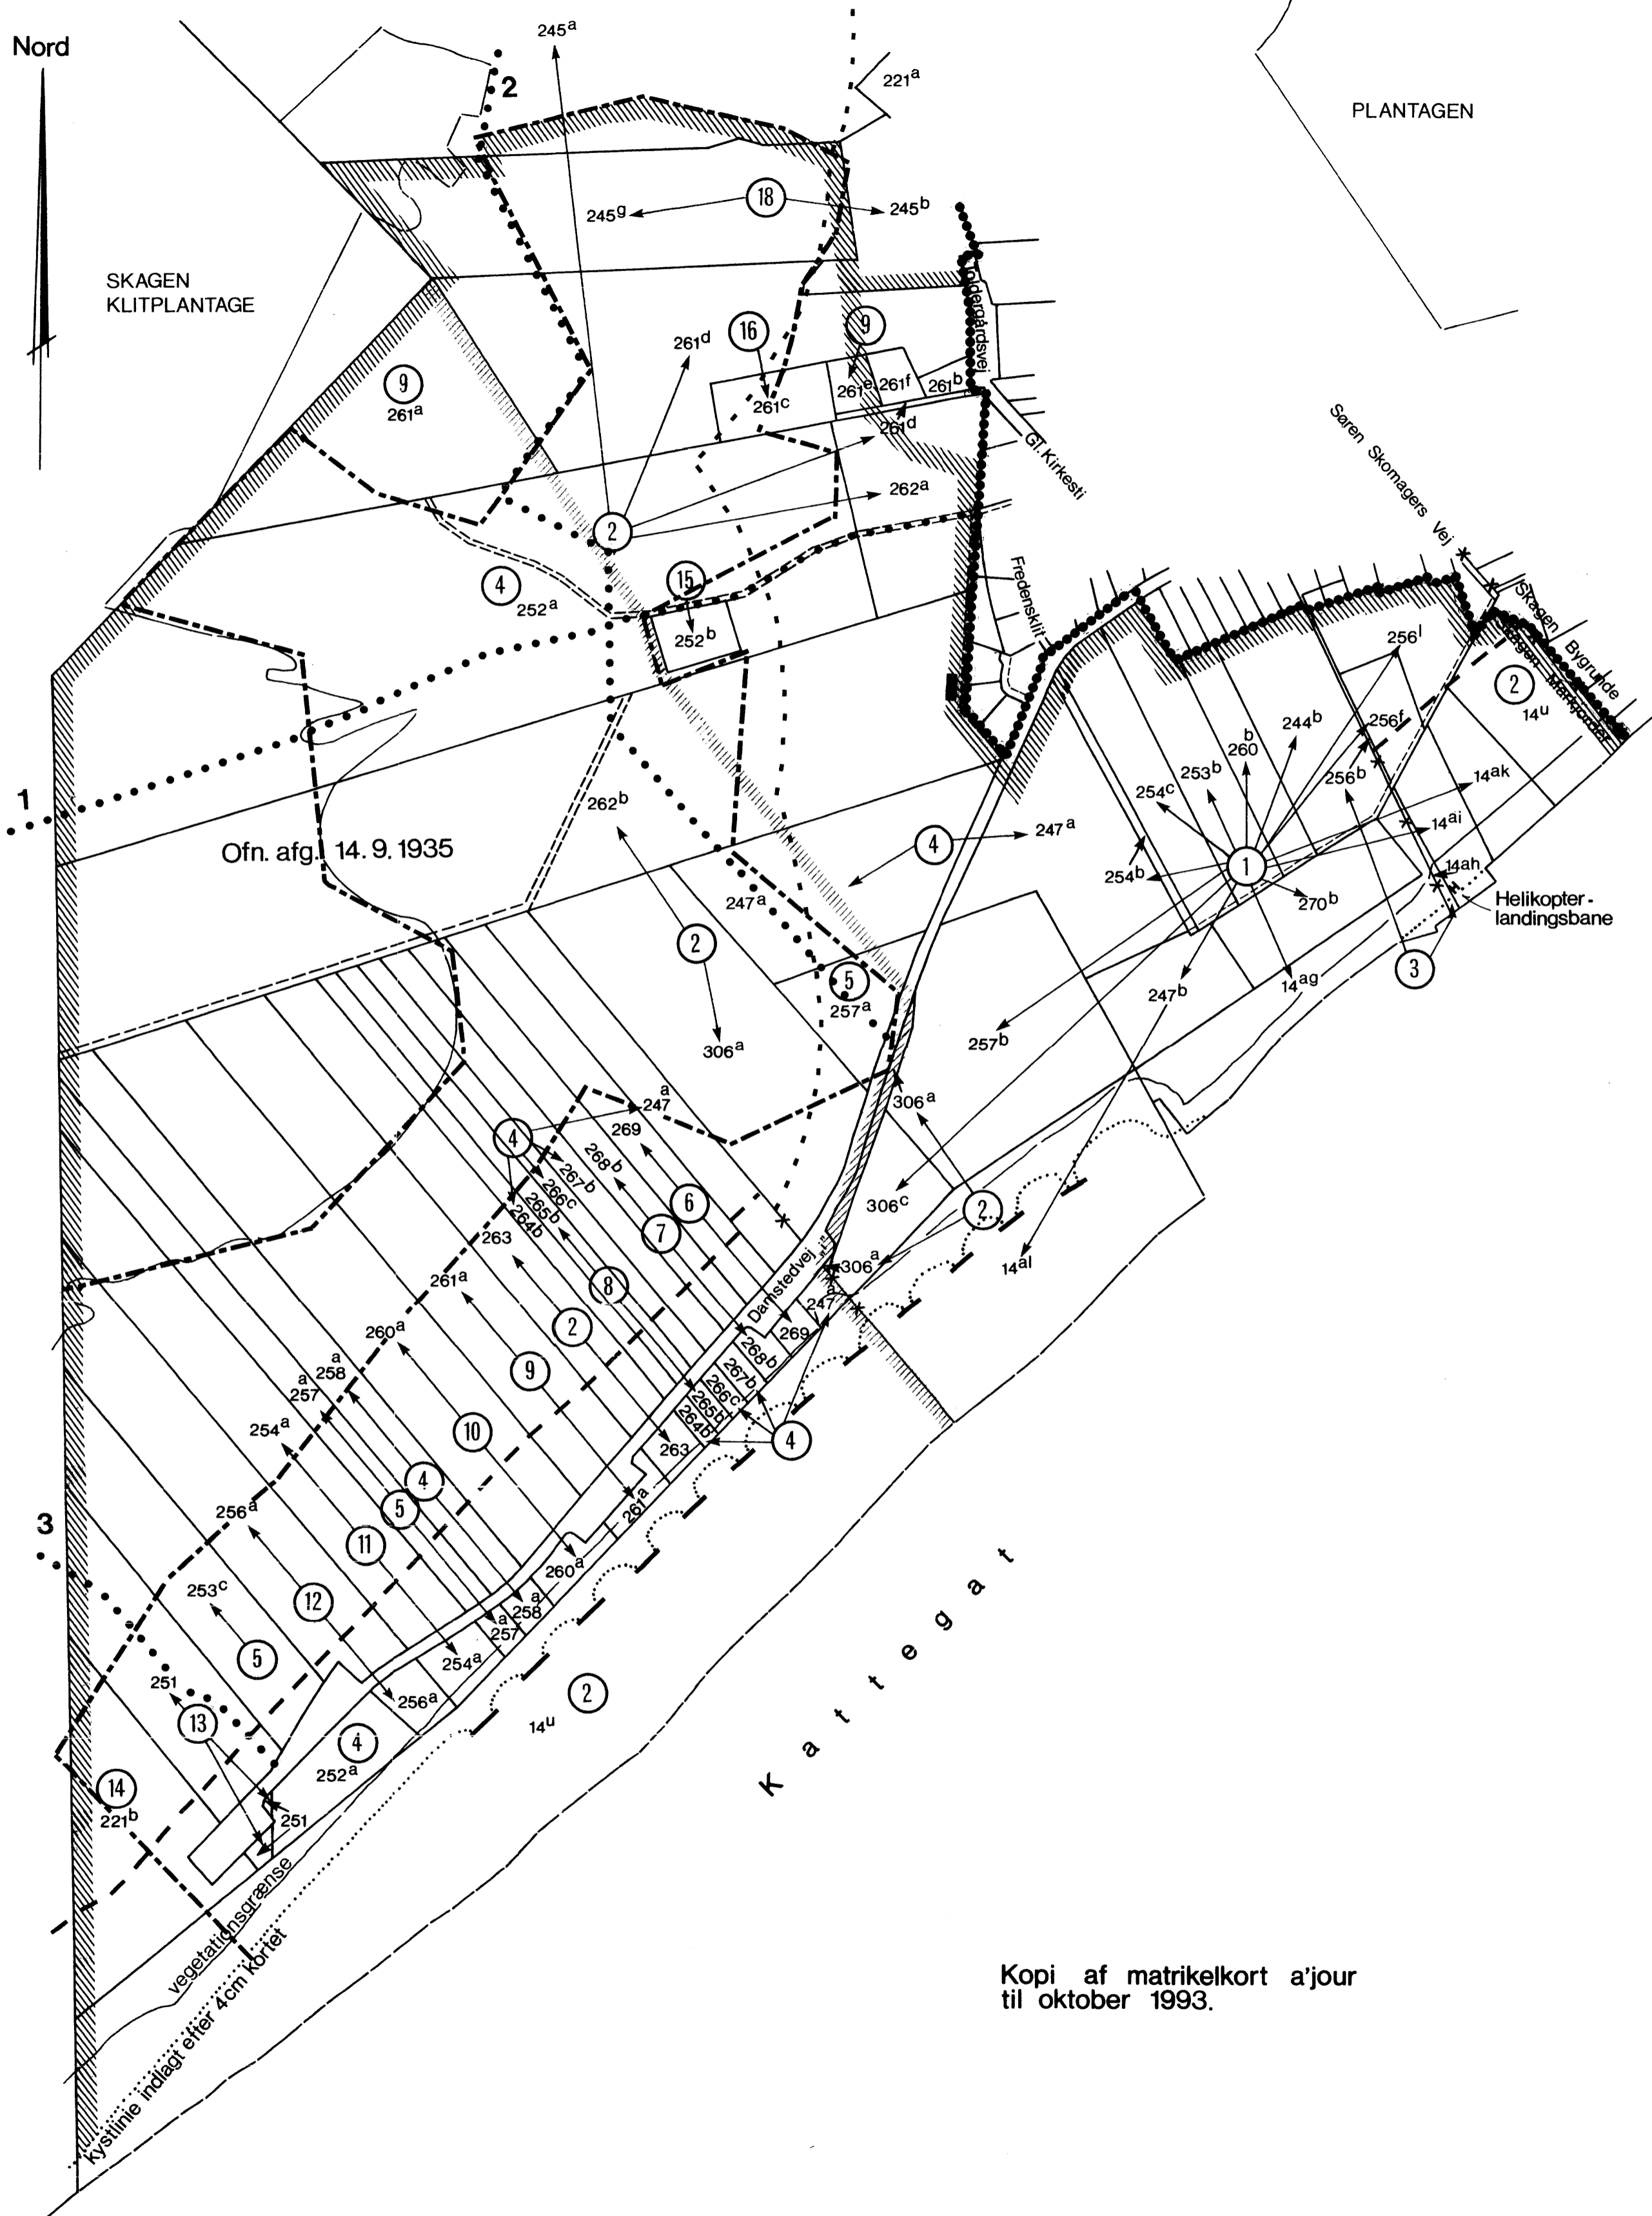 Nord
245a
2
221a
PLANTAGEN
18
245g
245b
SKAGEN
KLITPLANTAGE
16
9
261d
9
261a
261c
261e
261f
261b
261d
Gl. Kirkesti
262a
2
Søren Skomagers Vej
4
252a
15
252b
Fredensklit
Skagen Bygrunde
Skagen Markjorder
2
14u
256l
256f
244b
b
260
253b
256b
254c
14ak
14ai
1
1
262b
Ofn. afg. 14.9.1935
4
247a
254b
14ah
270b
Helikopter-
landingsbane
247a
2
5
257a
3
14ag
247b
257b
306a
a
247
306a
4
269
268b
267b
266c
265b
264b
263
6
7
306c
2
14al
Damstedvej
306a
261a
8
a
247
2
269
268b
267b
266c
265b
264b
263
260a
9
a
258
a
257
254a
10
4
4
5
261a
256a
11
3
260a
253c
12
a
258
a
257
5
254a
251
256a
2
14u
13
4
252a
14
221b
251
Kattegat
vegetationsgrænse
kystlinie indlagt efter 4cm kortet
Kopi af matrikelkort a'jour
til oktober 1993.